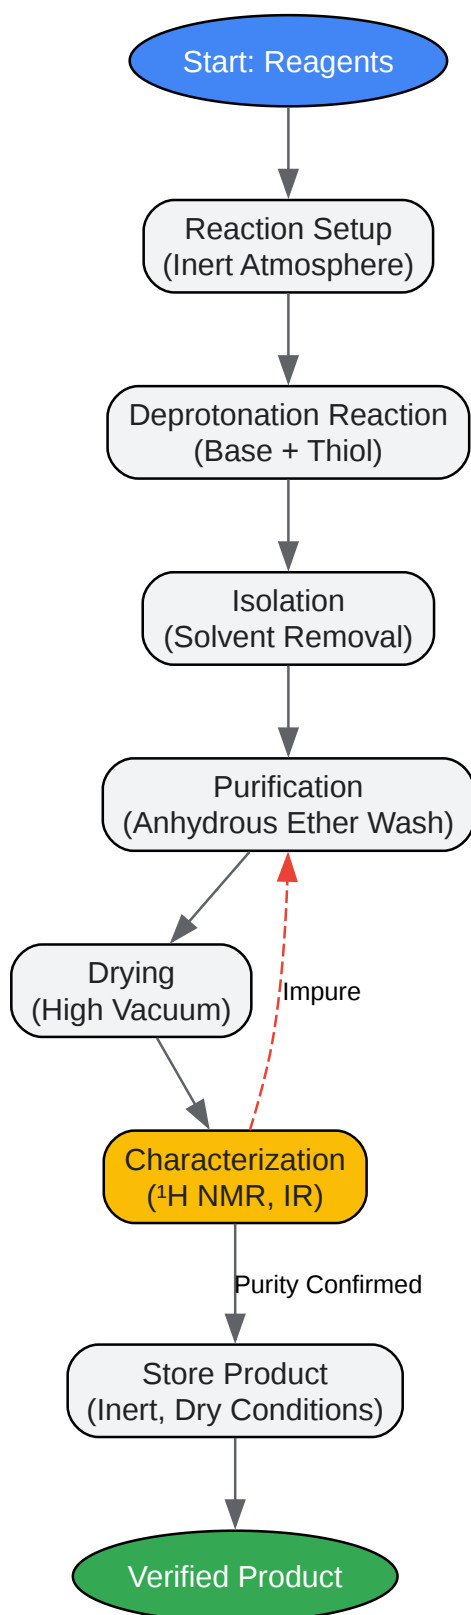 Start: Reagents
Reaction Setup
(Inert Atmosphere)
Deprotonation Reaction
(Base + Thiol)
Isolation
(Solvent Removal)
Purification
(Anhydrous Ether Wash)
Drying
(High Vacuum)
Impure
Characterization
(¹H NMR, IR)
Purity Confirmed
Store Product
(Inert, Dry Conditions)
Verified Product